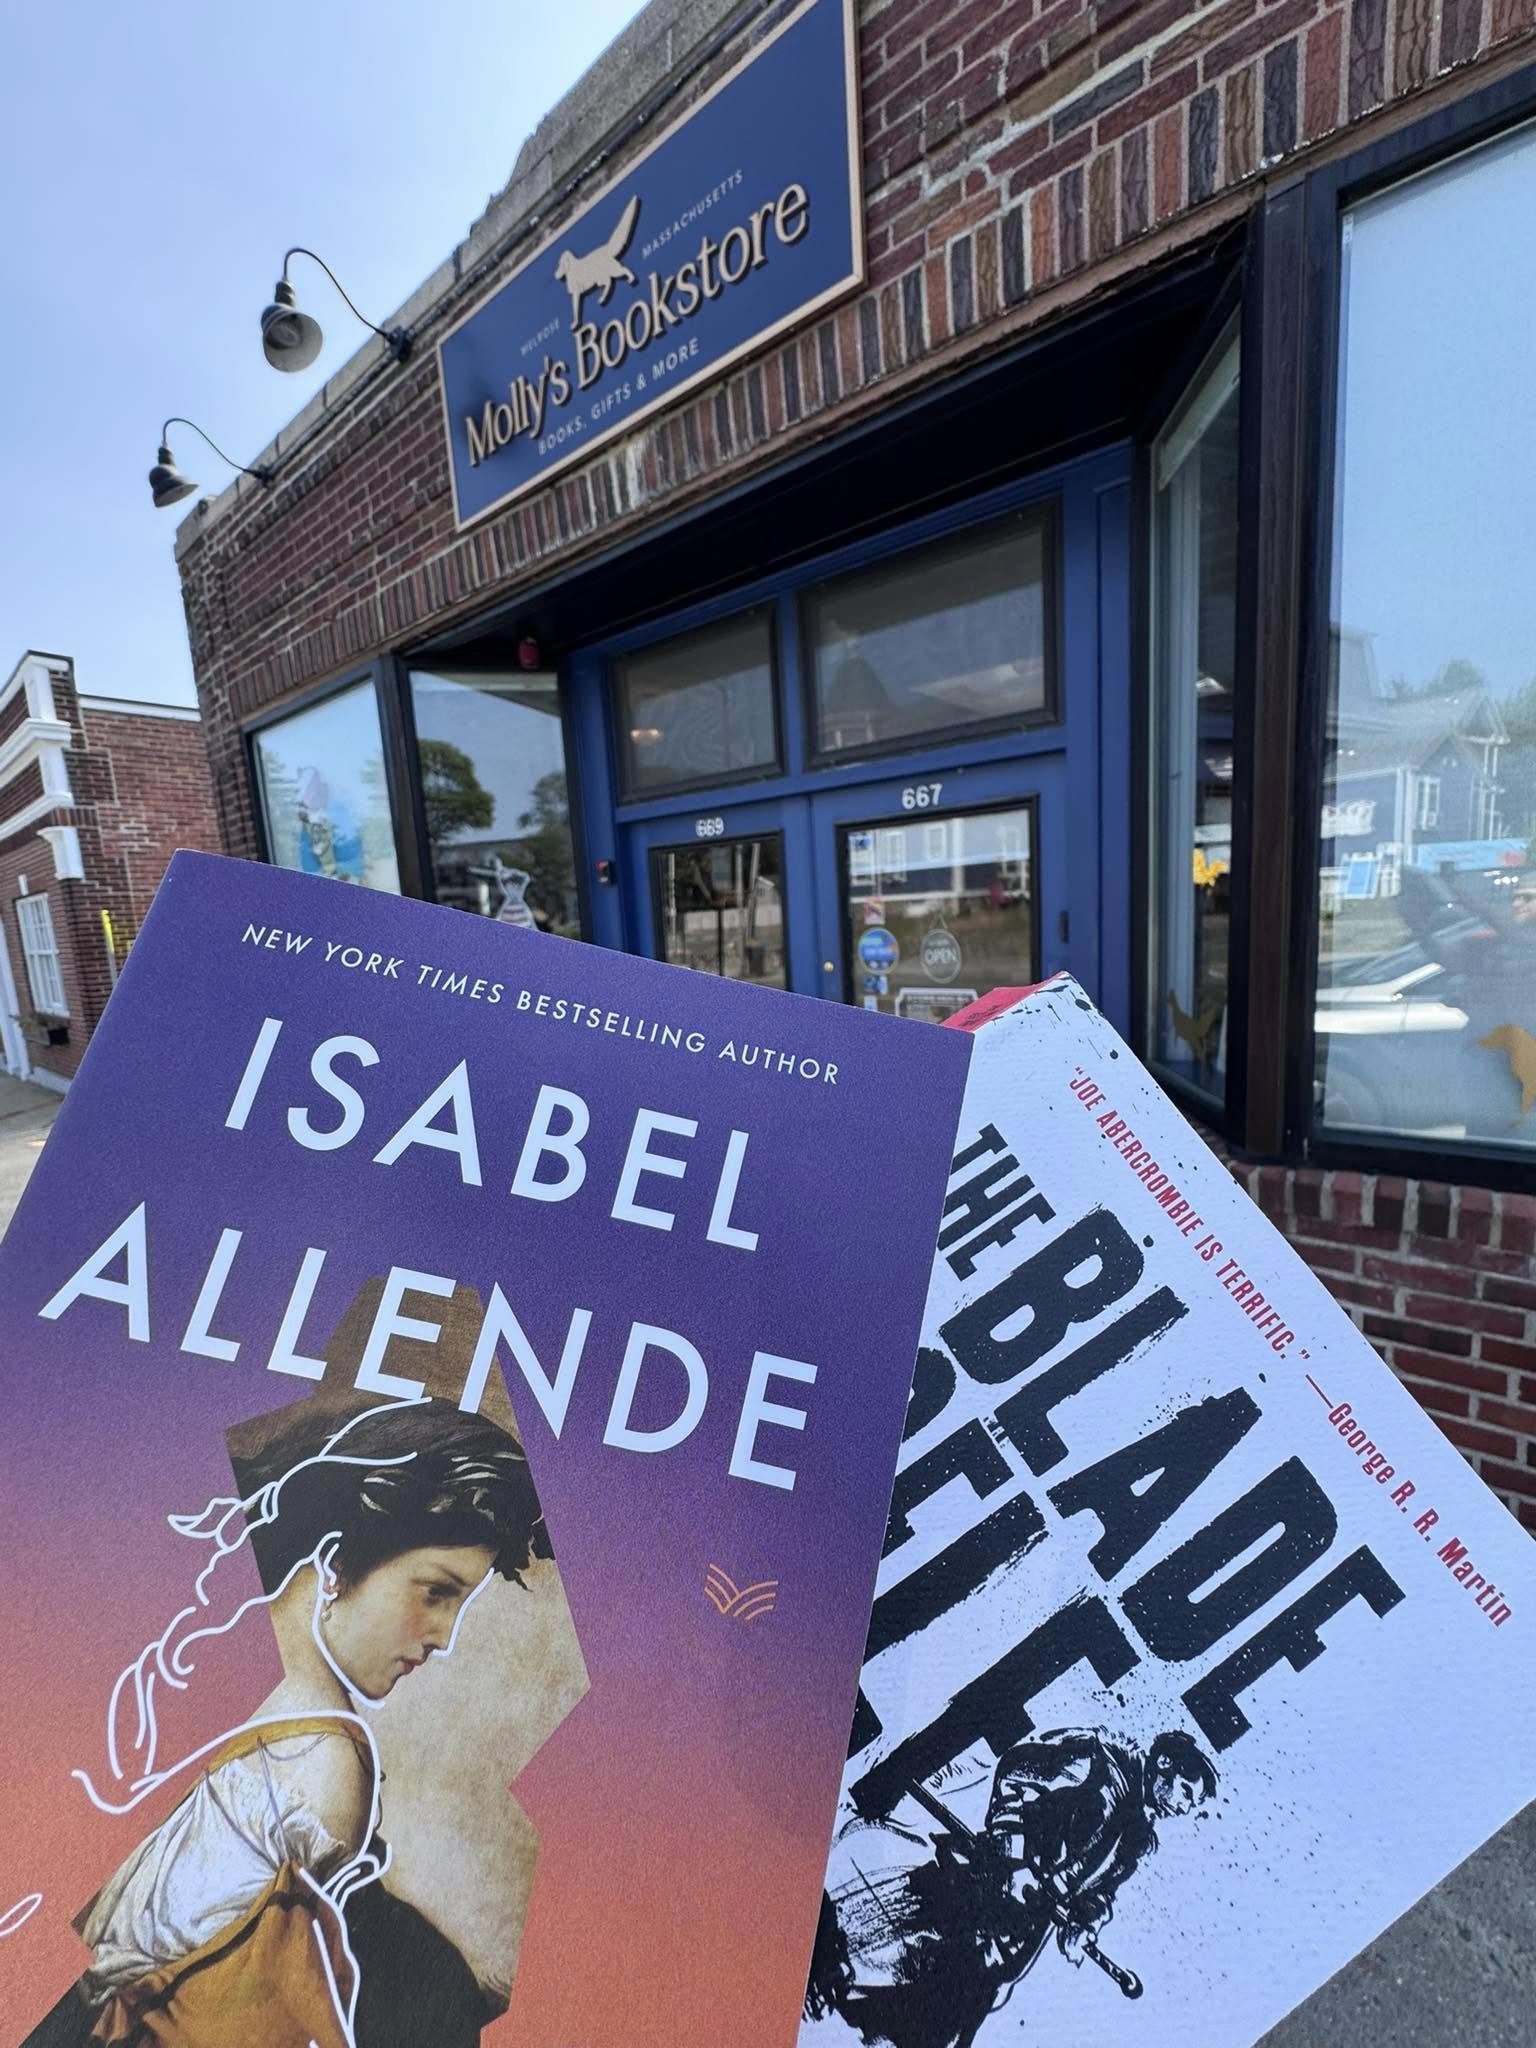 MELROSE MASSACHUSETTS
Molly's Bookstore
BOOKS, GIFTS & MORE
669
667
OPEN
NEW YORK TIMES BESTSELLING AUTHOR
ISABEL
ALLENDE
"JOE ABERCROMBIE IS TERRIFIC."
—George R. R. Martin
THE BLADE
ITSELF